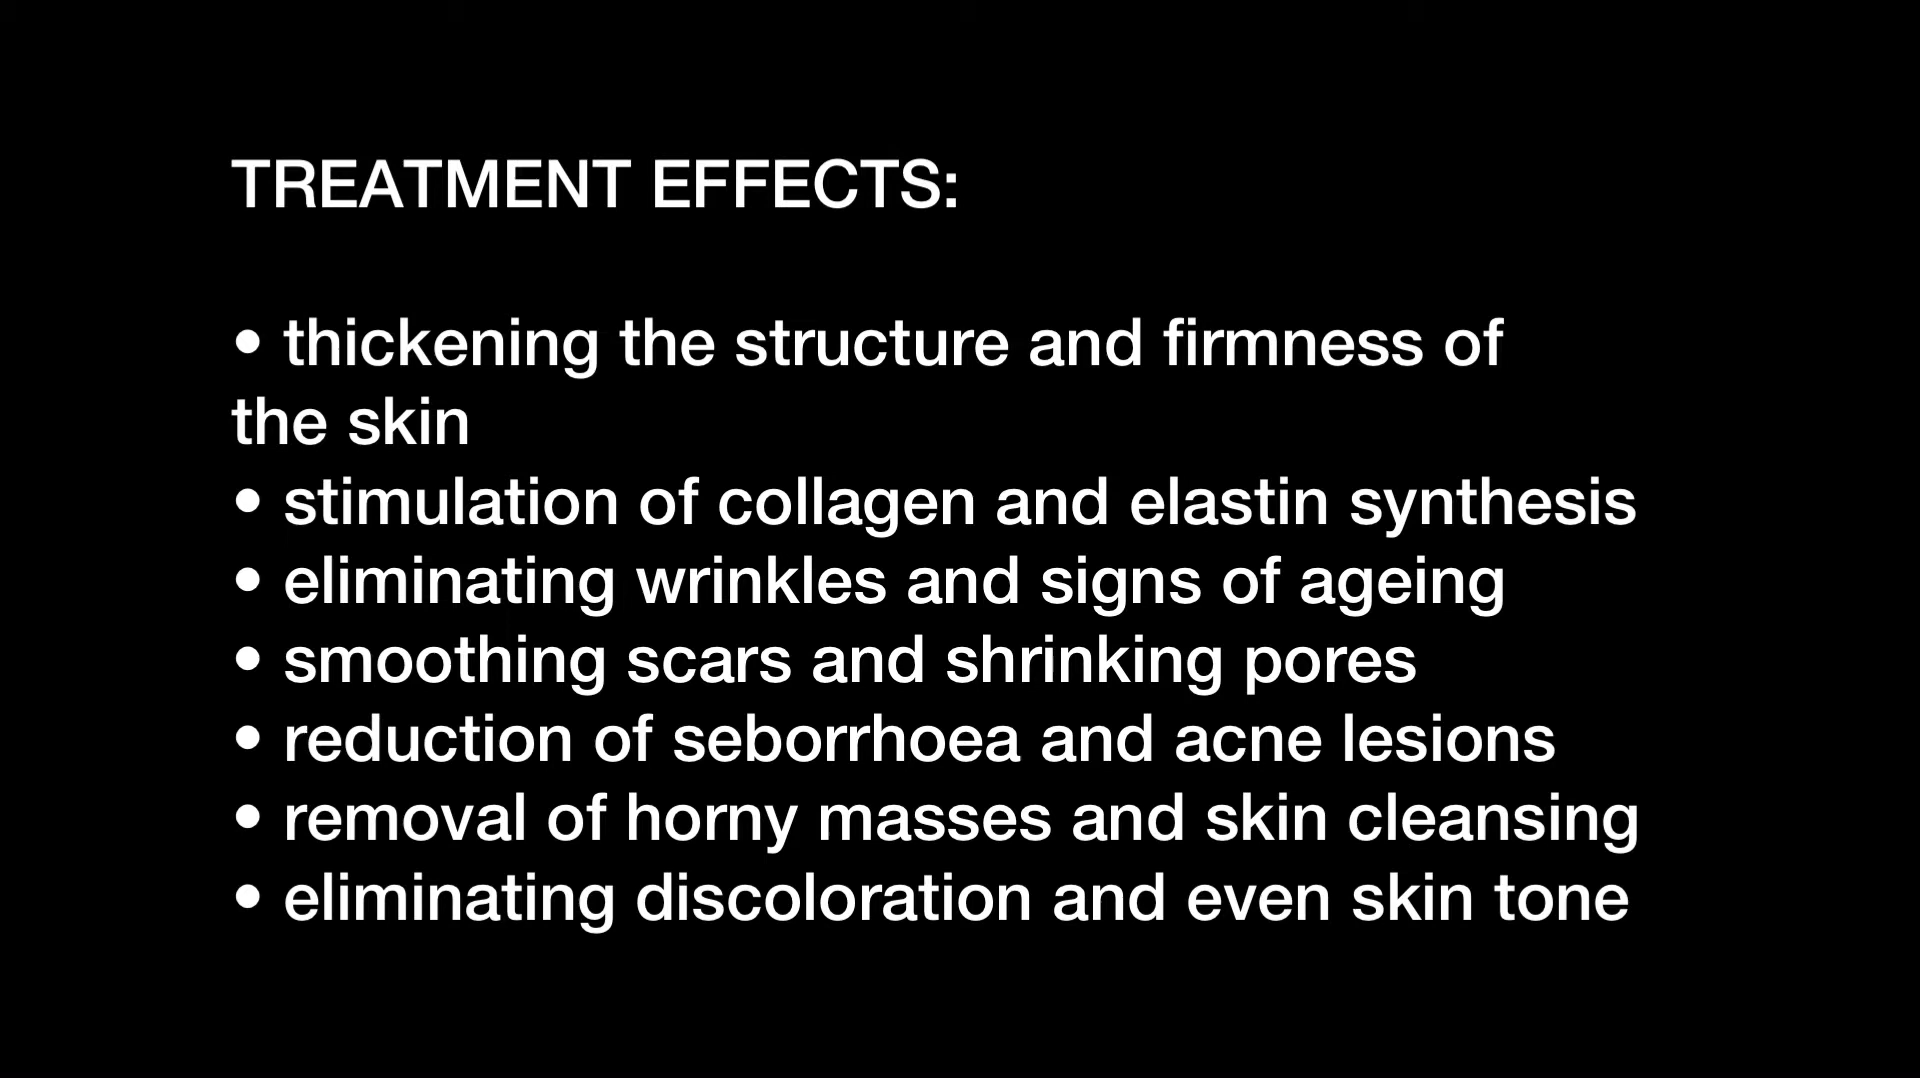 TREATMENT EFFECTS:
• thickening the structure and firmness of
the skin
• stimulation of collagen and elastin synthesis
• eliminating wrinkles and signs of ageing
• smoothing scars and shrinking pores
• reduction of seborrhoea and acne lesions
• removal of horny masses and skin cleansing
• eliminating discoloration and even skin tone